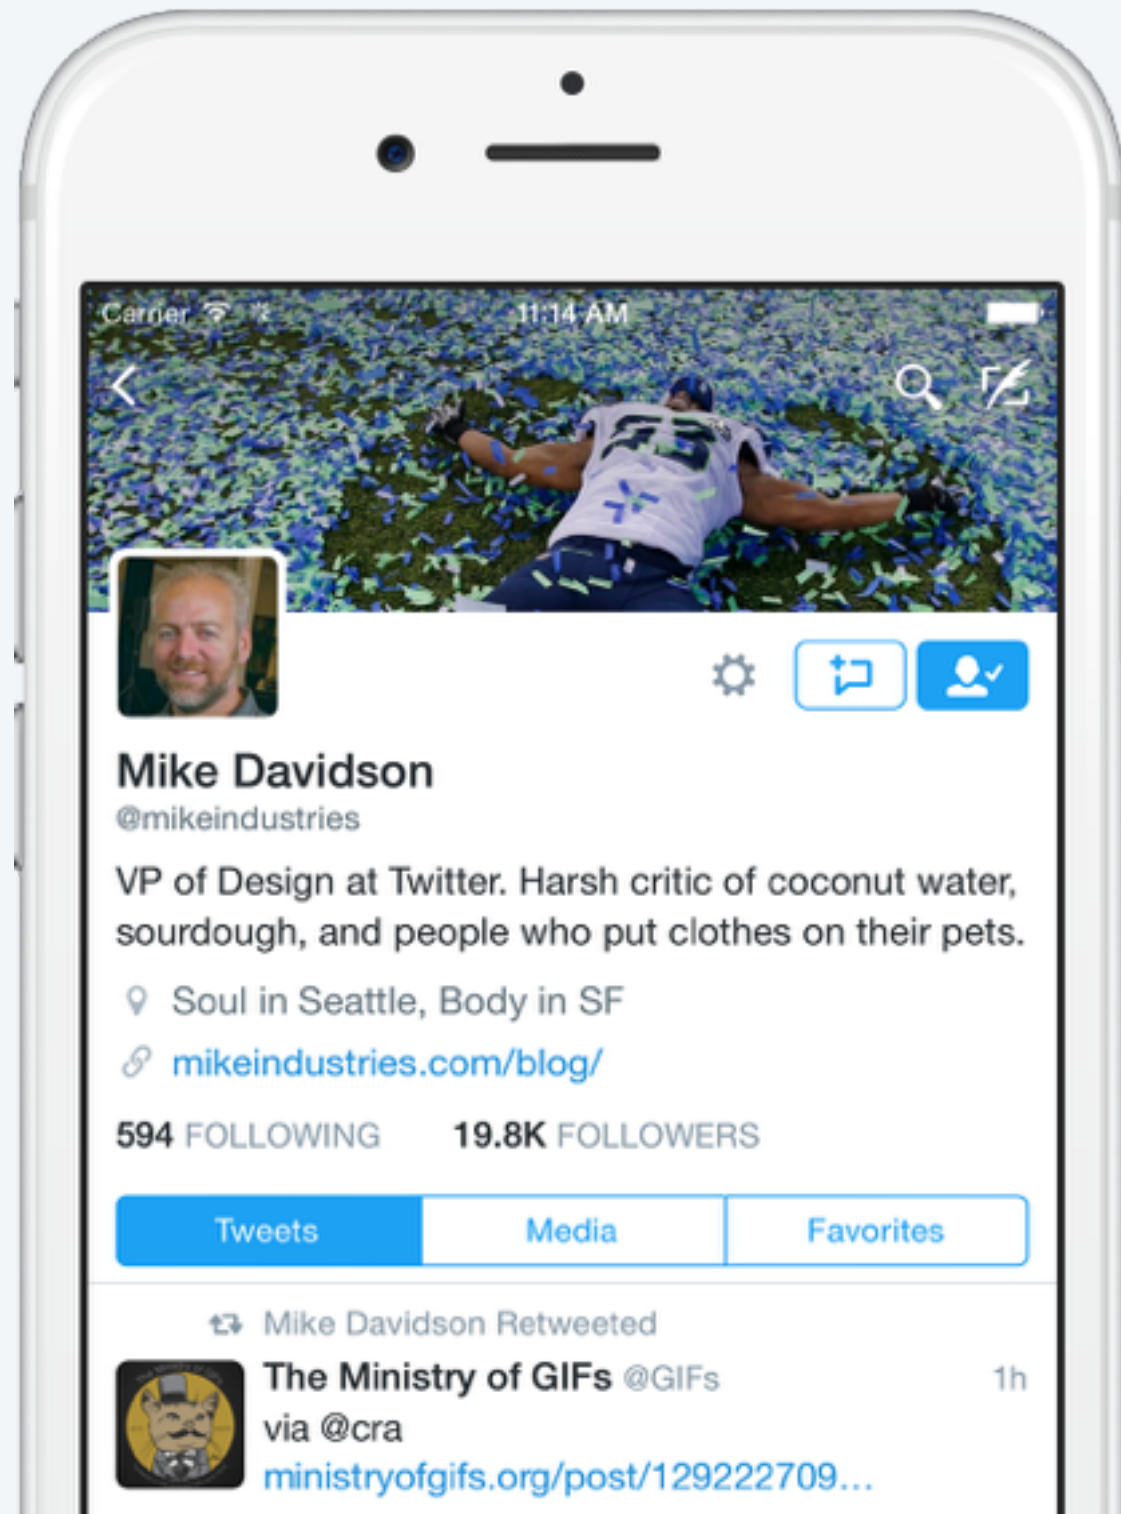 Carrier
11:14 AM
Mike Davidson
@mikeindustries
VP of Design at Twitter. Harsh critic of coconut water,
sourdough, and people who put clothes on their pets.
Soul in Seattle, Body in SF
mikeindustries.com/blog/
594 FOLLOWING 19.8K FOLLOWERS
Tweets Media Favorites
Mike Davidson Retweeted
The Ministry of GIFs @GIFs 1h
via @cra
ministryofgifs.org/post/129222709...